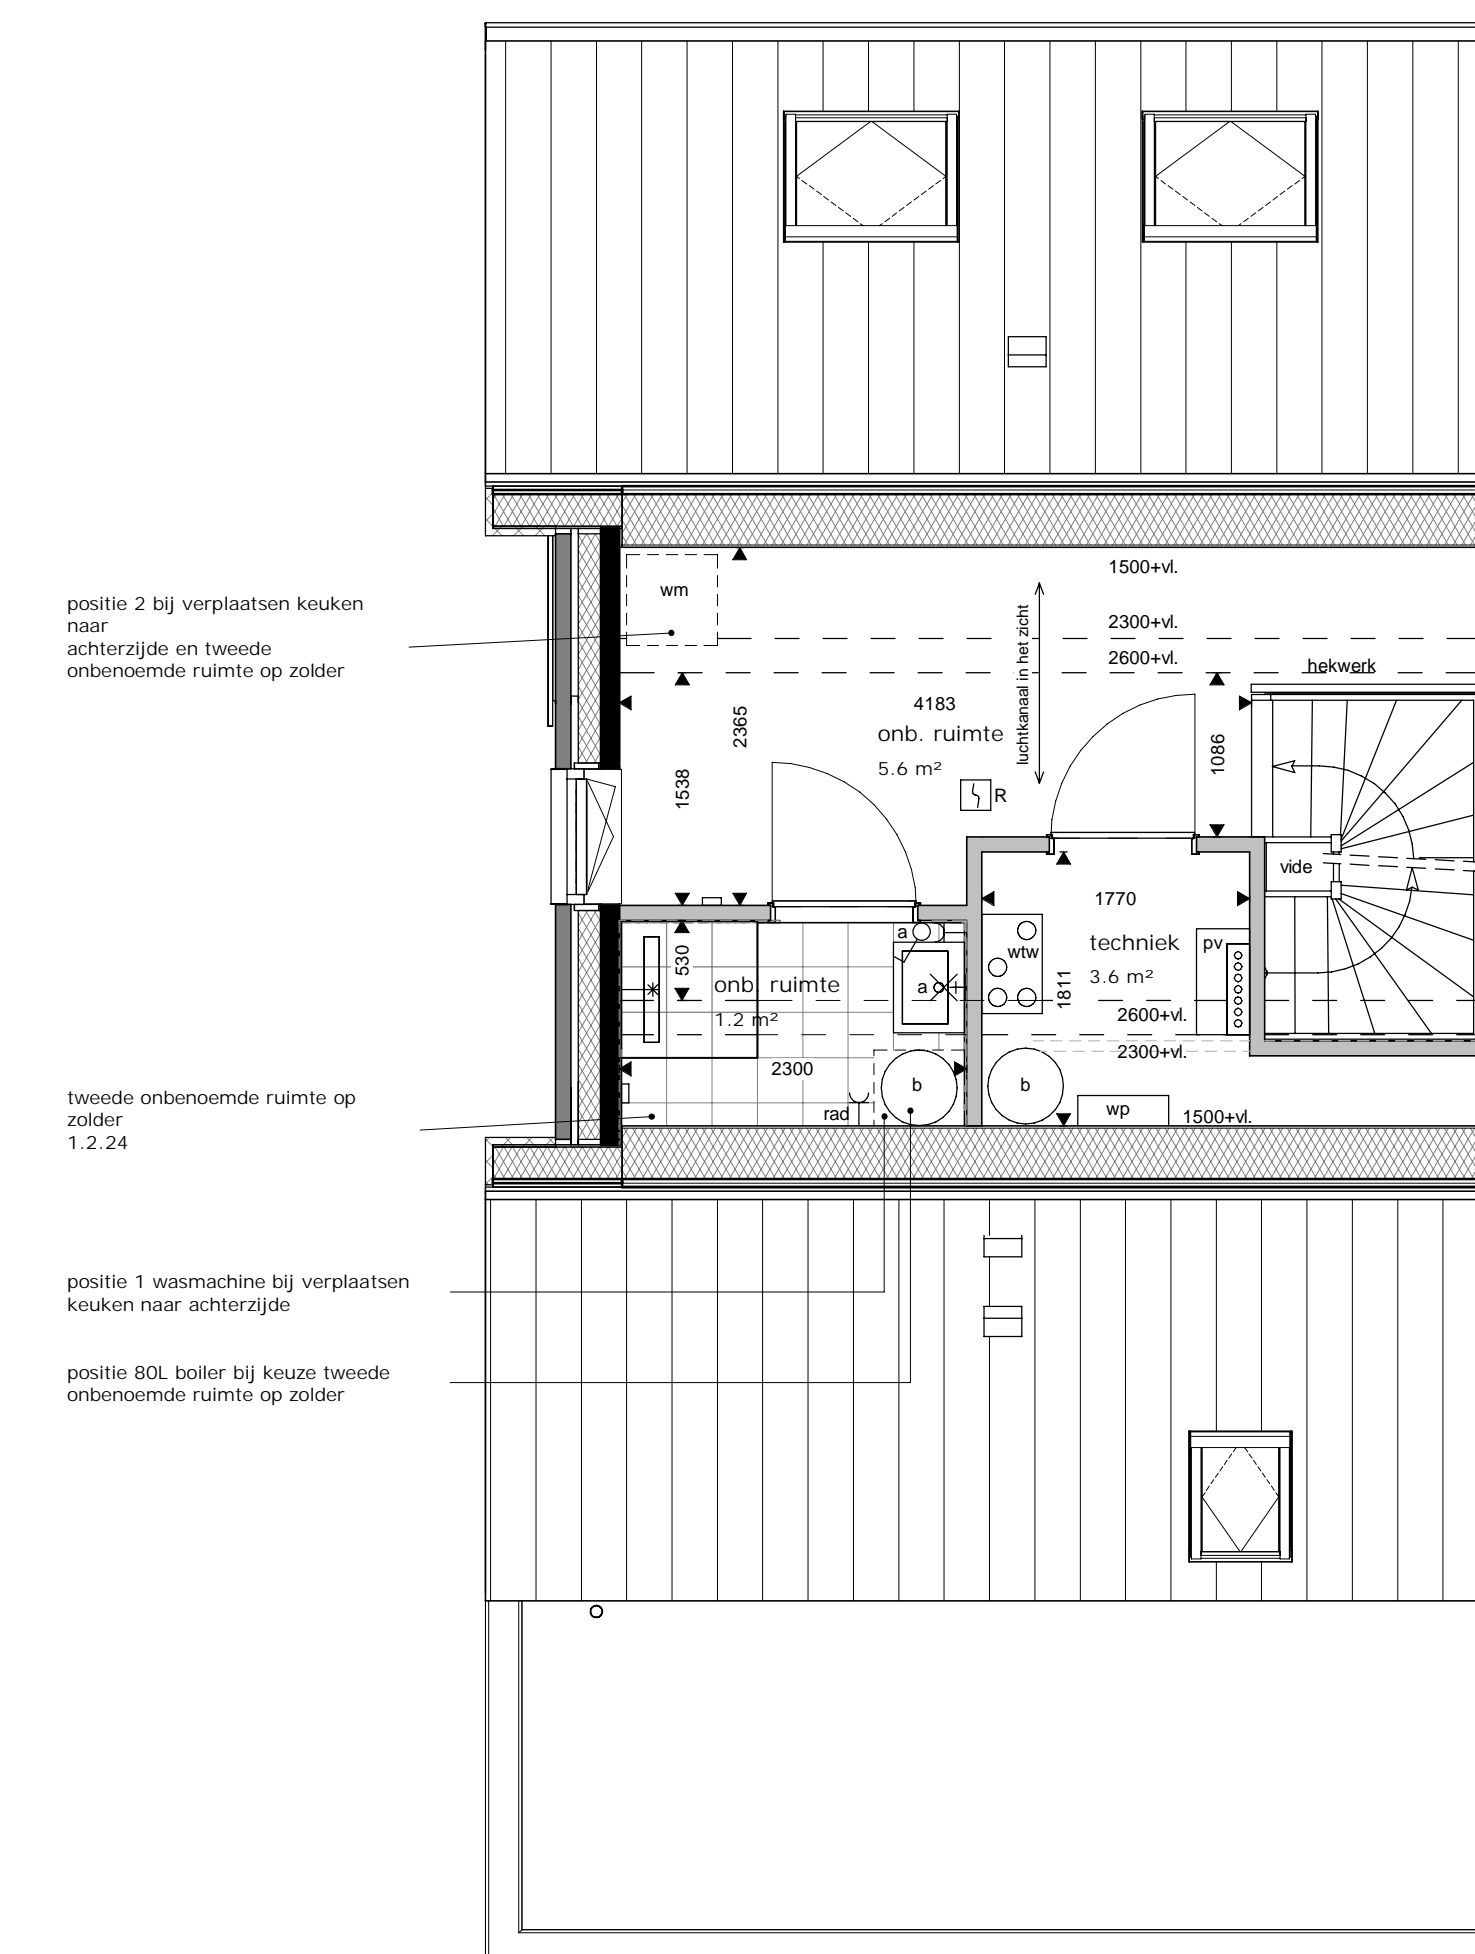 1500+vl.
wm
positie 2 bij verplaatsen keuken
naar
achterzijde en tweede
onbenoemde ruimte op zolder
2300+vl.
2600+vl.
hekwerk
luchtkanaal in het zicht
4183
2365
onb. ruimte
5.6 m²
1086
1538
R
vide
1770
a
techniek
pv
wtw
530
onb. ruimte
a
3.6 m²
1811
1.2 m²
2600+vl.
2300+vl.
2300
b
b
rad
wp
1500+vl.
tweede onbenoemde ruimte op
zolder
1.2.24
positie 1 wasmachine bij verplaatsen
keuken naar achterzijde
positie 80L boiler bij keuze tweede
onbenoemde ruimte op zolder